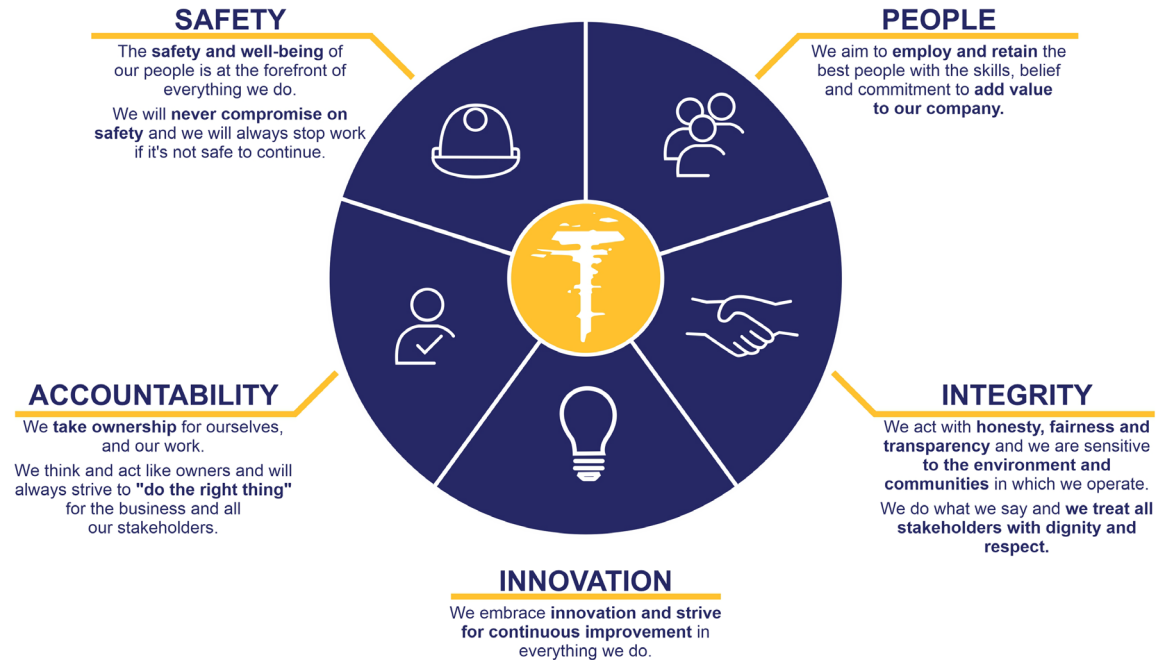 SAFETY
The safety and well-being of
our people is at the forefront of
everything we do.
We will never compromise on
safety and we will always stop work
if it's not safe to continue.
PEOPLE
We aim to employ and retain the
best people with the skills, belief
and commitment to add value
to our company.
T
ACCOUNTABILITY
We take ownership for ourselves,
and our work.
We think and act like owners and will
always strive to "do the right thing"
for the business and all
our stakeholders.
INTEGRITY
We act with honesty, fairness and
transparency and we are sensitive
to the environment and
communities in which we operate.
We do what we say and we treat all
stakeholders with dignity and
respect.
INNOVATION
We embrace innovation and strive
for continuous improvement in
everything we do.